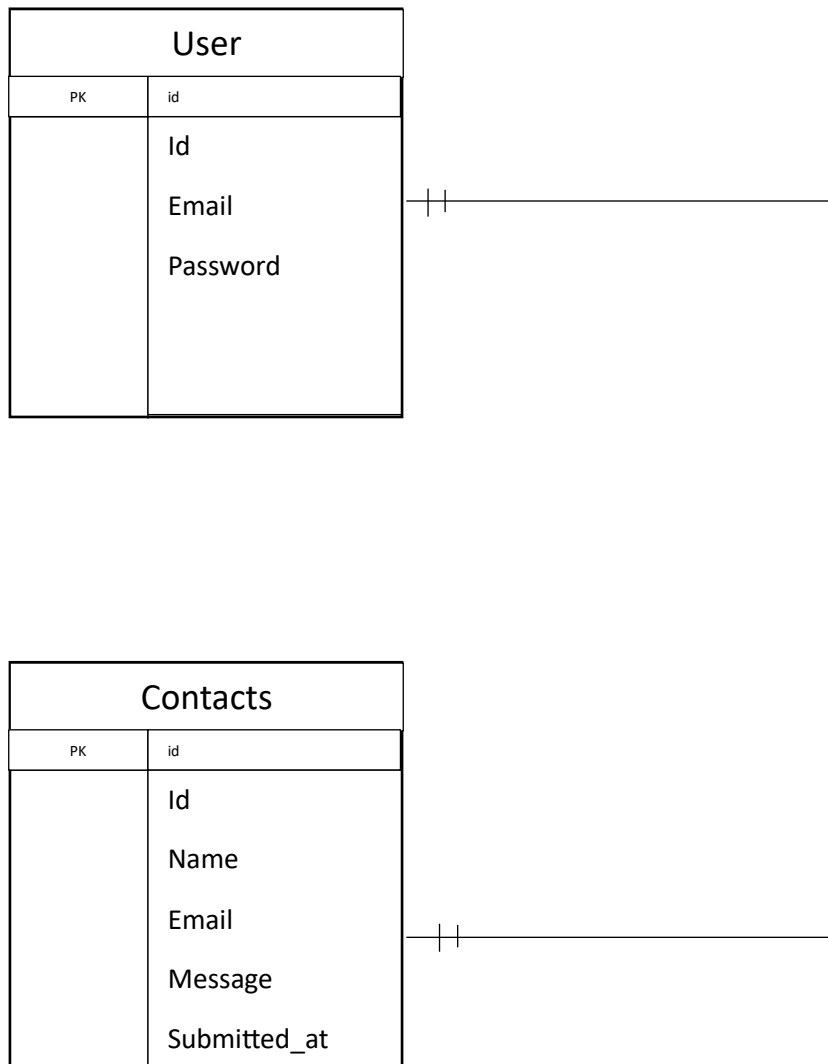 User
PK id
Id
Email
Password
Contacts
PK id
Id
Name
Email
Message
Submitted_at